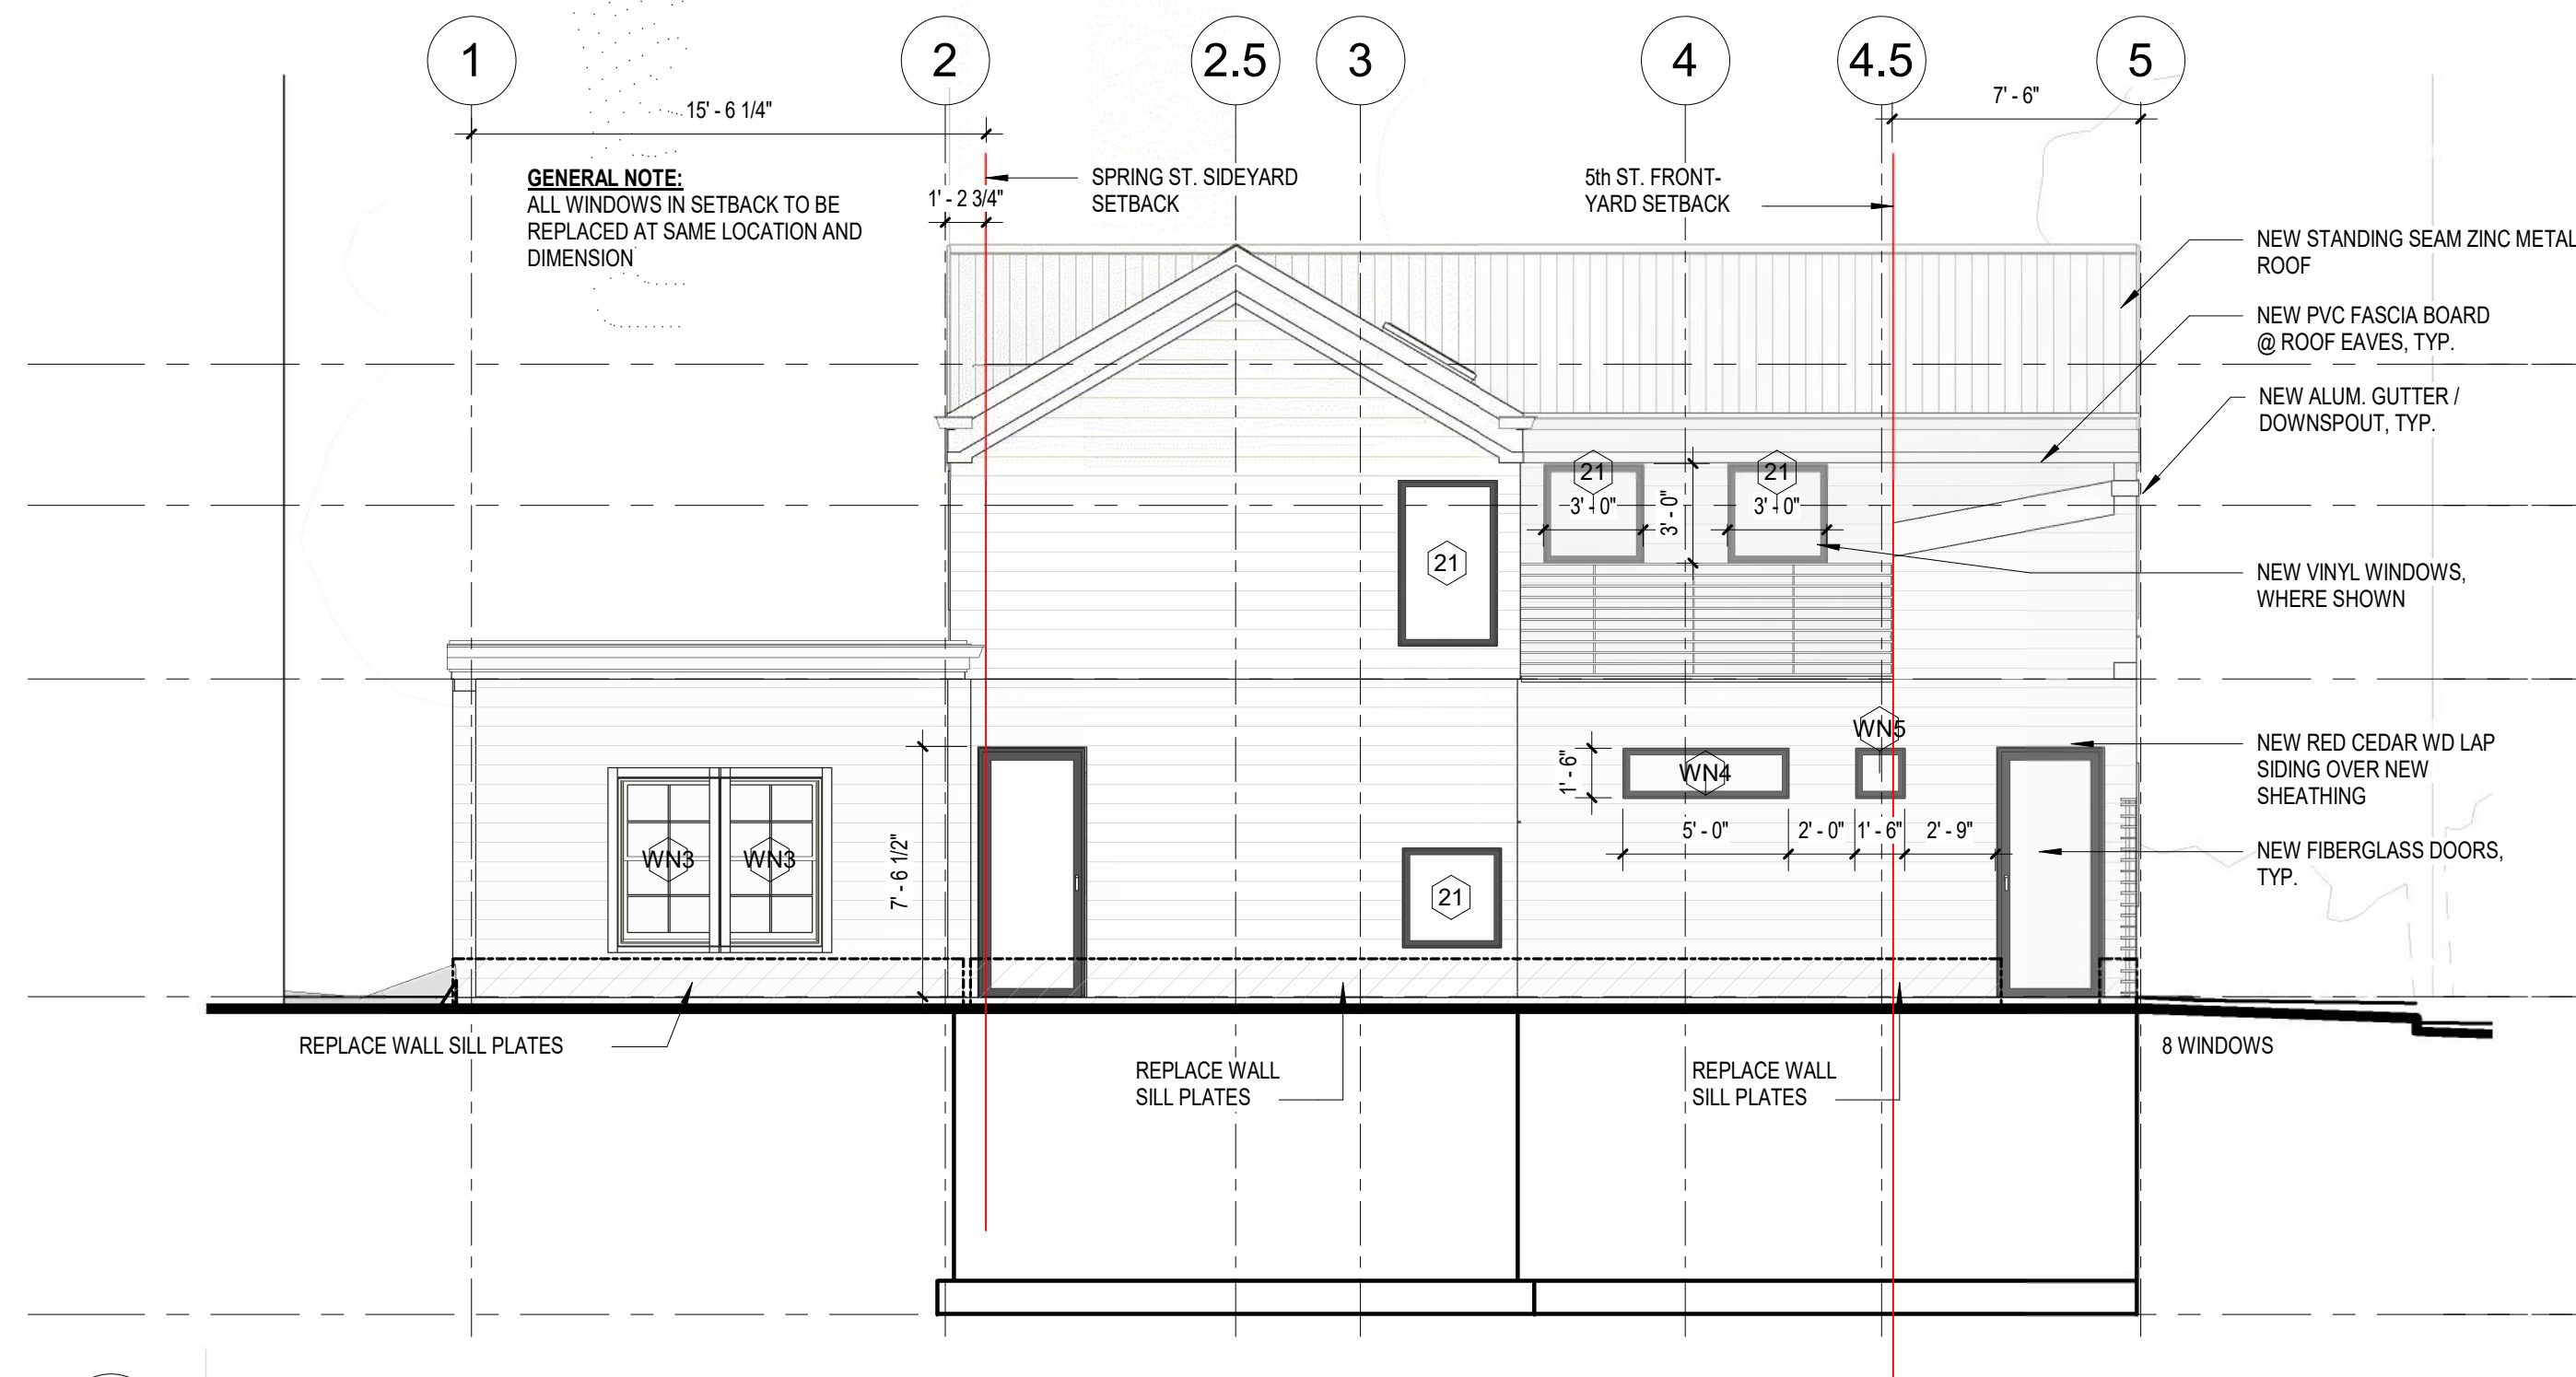 1
2
2.5
3
4
4.5
5
15' - 6 1/4"
7' - 6"
GENERAL NOTE:
ALL WINDOWS IN SETBACK TO BE
REPLACED AT SAME LOCATION AND
DIMENSION
1' - 2 3/4"
SPRING ST. SIDEYARD
SETBACK
5th ST. FRONT-
YARD SETBACK
NEW STANDING SEAM ZINC METAL
ROOF
NEW PVC FASCIA BOARD
@ ROOF EAVES, TYP.
NEW ALUM. GUTTER /
DOWNSPOUT, TYP.
21
21
3' - 0"
3' - 0"
3' - 0"
21
NEW VINYL WINDOWS,
WHERE SHOWN
WN5
NEW RED CEDAR WD LAP
SIDING OVER NEW
SHEATHING
1' - 6"
WN4
5' - 0"
2' - 0"
1' - 6"
2' - 9"
NEW FIBERGLASS DOORS,
TYP.
WN3
WN3
7' - 6 1/2"
21
REPLACE WALL SILL PLATES
REPLACE WALL
SILL PLATES
REPLACE WALL
SILL PLATES
8 WINDOWS